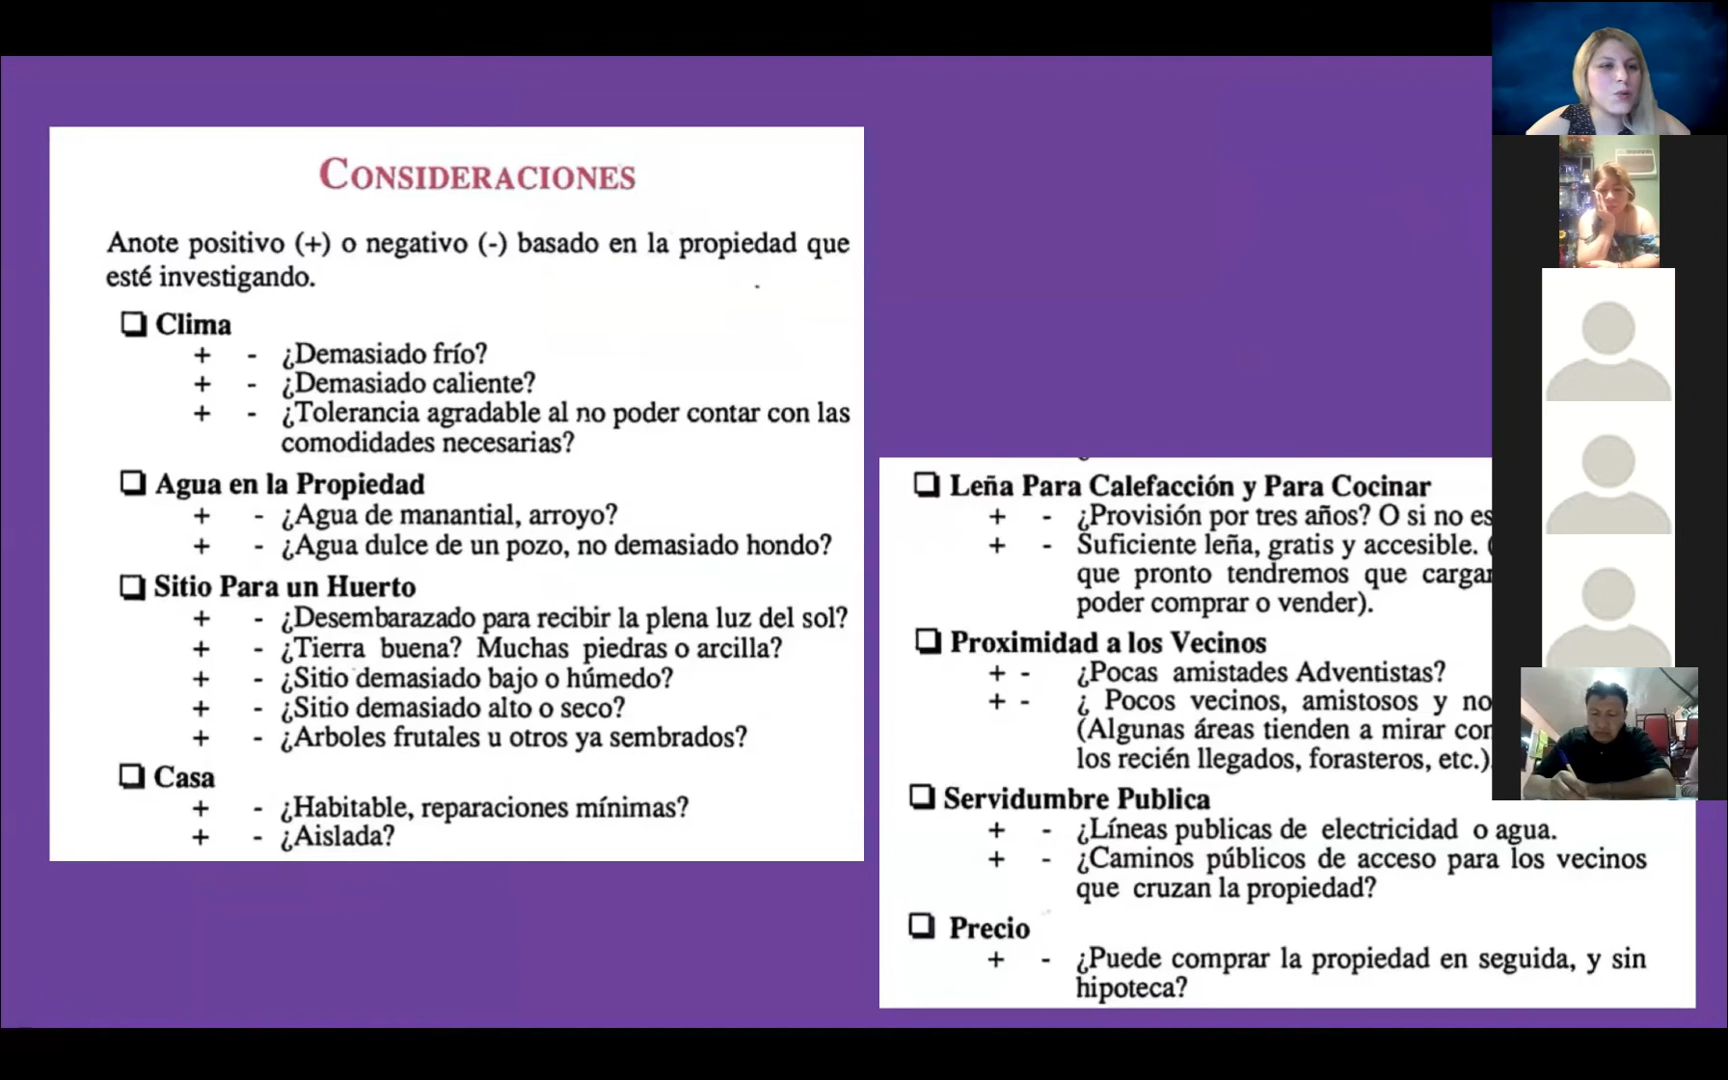 CONSIDERACIONES
Anote positivo (+) o negativo (-) basado en la propiedad que
esté investigando.
❏ Clima
+ - ¿Demasiado frío?
+ - ¿Demasiado caliente?
+ - ¿Tolerancia agradable al no poder contar con las
comodidades necesarias?
❏ Agua en la Propiedad
+ - ¿Agua de manantial, arroyo?
+ - ¿Agua dulce de un pozo, no demasiado hondo?
❏ Sitio Para un Huerto
+ - ¿Desembarazado para recibir la plena luz del sol?
+ - ¿Tierra buena? Muchas piedras o arcilla?
+ - ¿Sitio demasiado bajo o húmedo?
+ - ¿Sitio demasiado alto o seco?
+ - ¿Arboles frutales u otros ya sembrados?
❏ Casa
+ - ¿Habitable, reparaciones mínimas?
+ - ¿Aislada?
❏ Leña Para Calefacción y Para Cocinar
+ - ¿Provisión por tres años? O si no es
+ - Suficiente leña, gratis y accesible. (
que pronto tendremos que cargar
poder comprar o vender).
❏ Proximidad a los Vecinos
+ - ¿Pocas amistades Adventistas?
+ - ¿ Pocos vecinos, amistosos y no
(Algunas áreas tienden a mirar con
los recién llegados, forasteros, etc.)
❏ Servidumbre Publica
+ - ¿Líneas publicas de electricidad o agua.
+ - ¿Caminos públicos de acceso para los vecinos
que cruzan la propiedad?
❏ Precio
+ - ¿Puede comprar la propiedad en seguida, y sin
hipoteca?